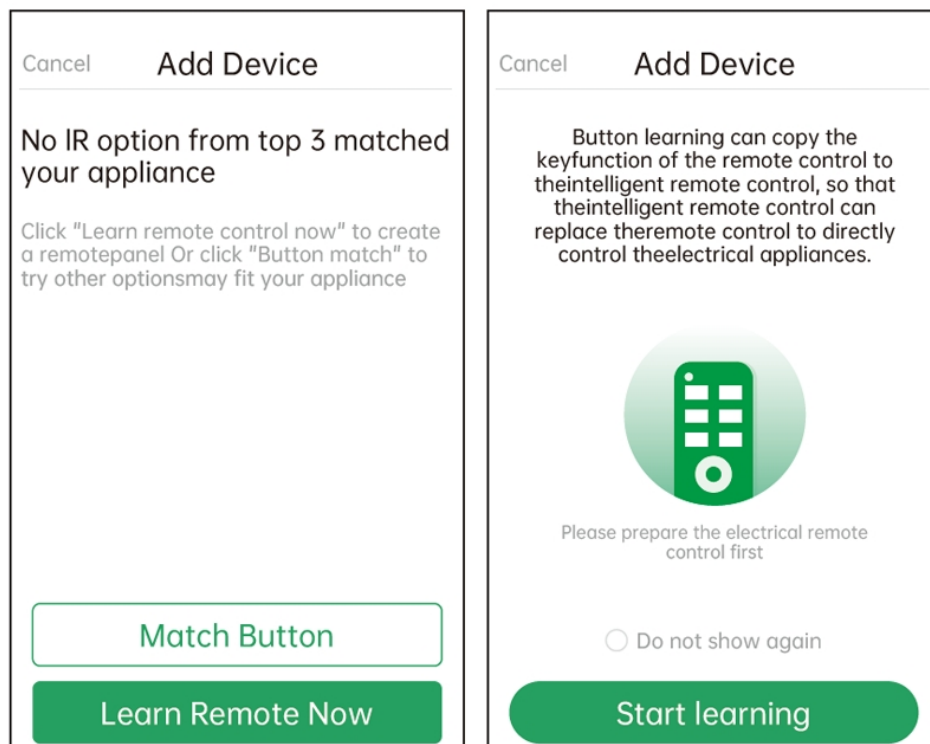 Cancel Add Device
No IR option from top 3 matched
your appliance
Click "Learn remote control now" to create
a remotepanel Or click "Button match" to
try other optionsmay fit your appliance
Match Button
Learn Remote Now
Cancel Add Device
Button learning can copy the
keyfunction of the remote control to
theintelligent remote control, so that
theintelligent remote control can
replace theremote control to directly
control theelectrical appliances.
Please prepare the electrical remote
control first
Do not show again
Start learning